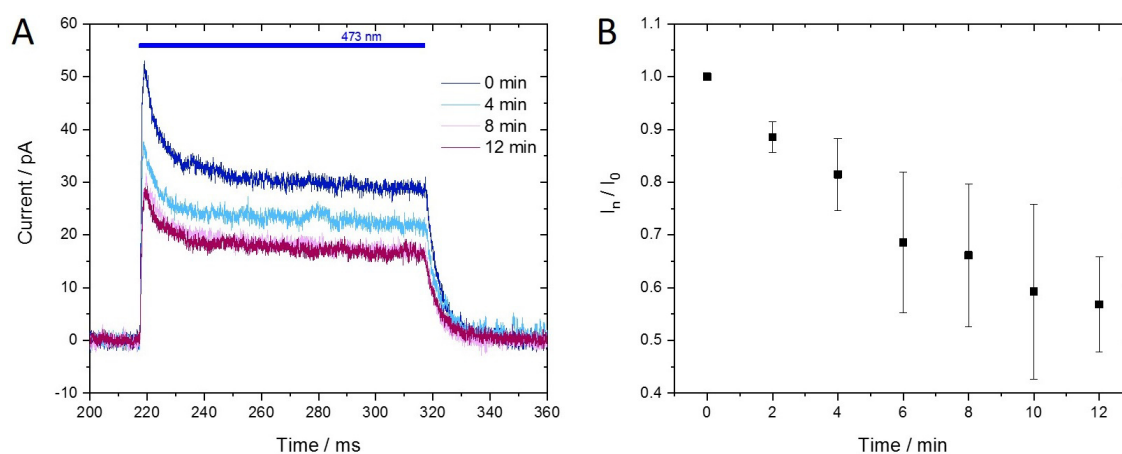 A
473 nm
0 min
4 min
8 min
12 min
Current / pA
60
50
40
30
20
10
0
-10
200 220 240 260 280 300 320 340 360
Time / ms
B
I_n / I_0
1.1
1.0
0.9
0.8
0.7
0.6
0.5
0.4
0 2 4 6 8 10 12
Time / min